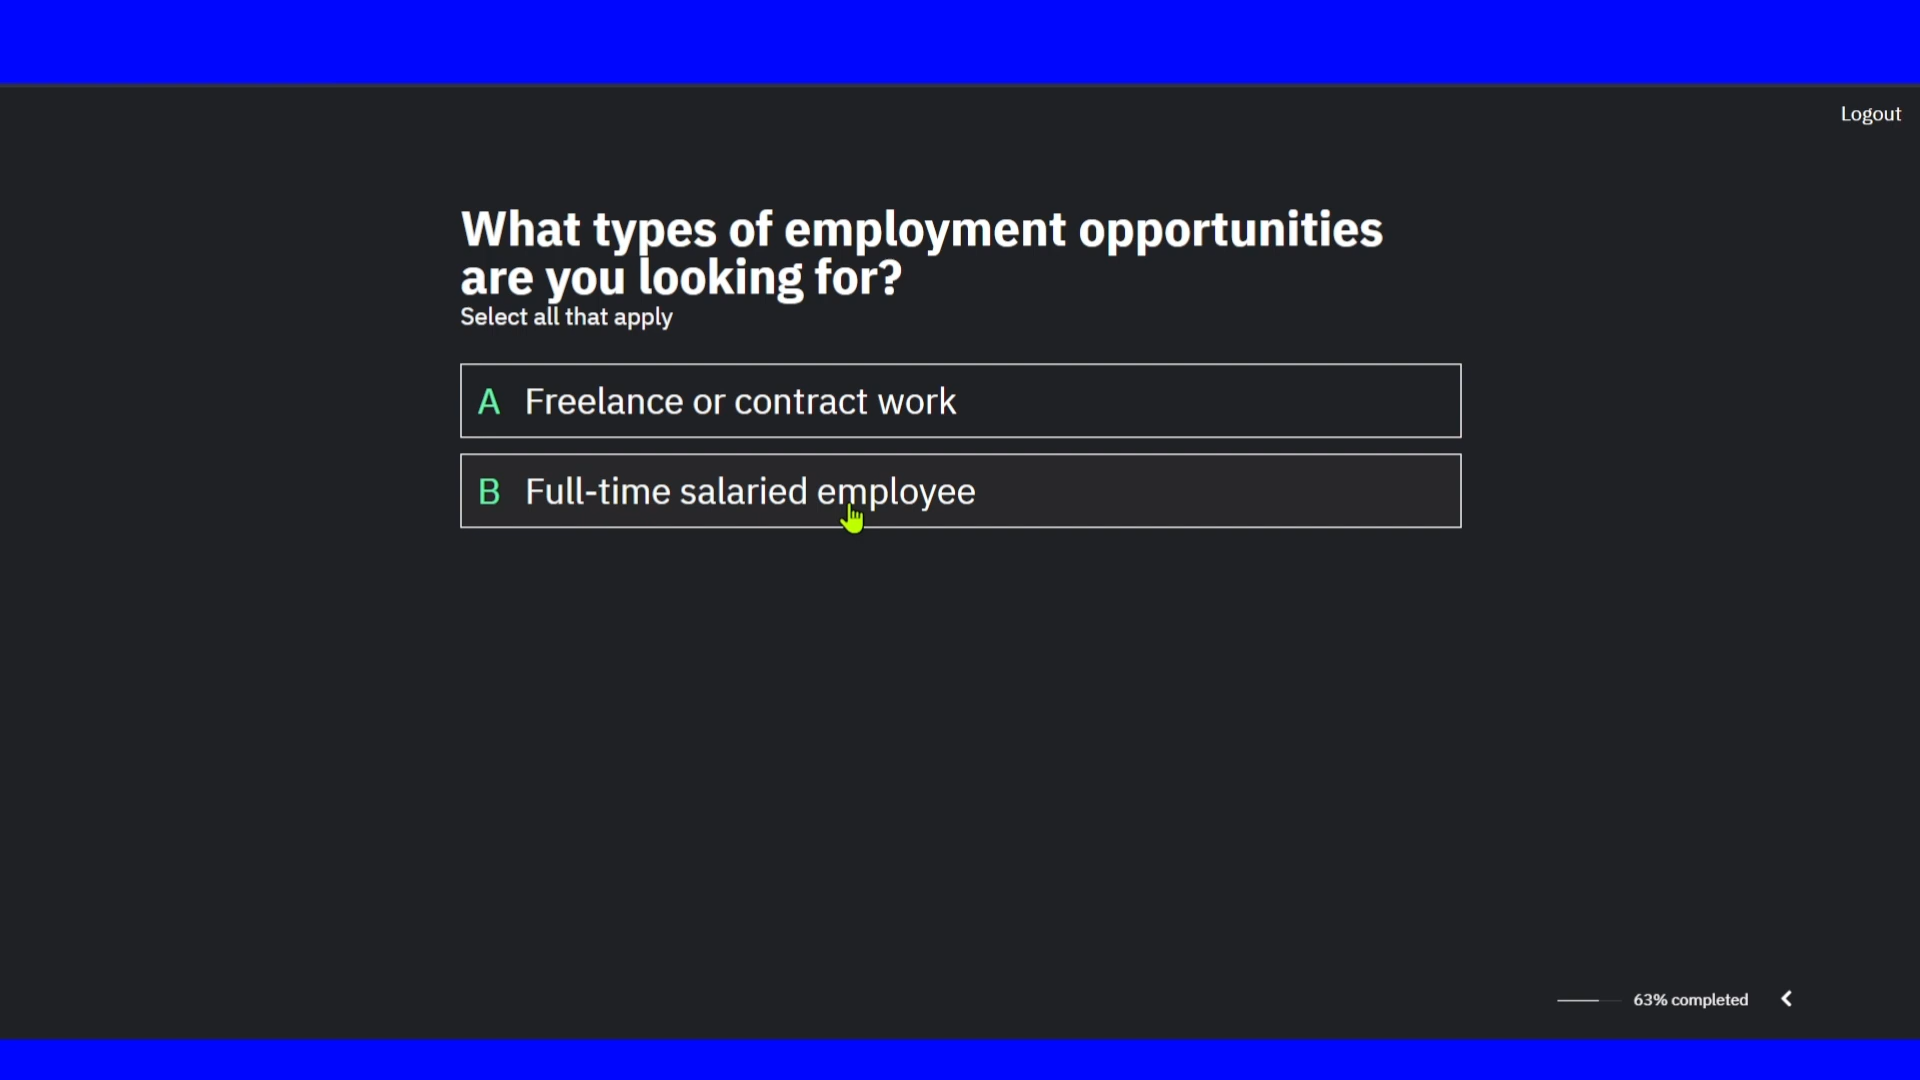 Logout
What types of employment opportunities
are you looking for?
Select all that apply
A Freelance or contract work
B Full-time salaried employee
63% completed